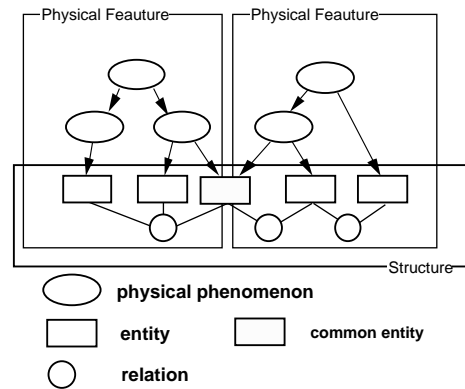 Physical Feauture
Physical Feauture
Structure
physical phenomenon
entity
common entity
relation